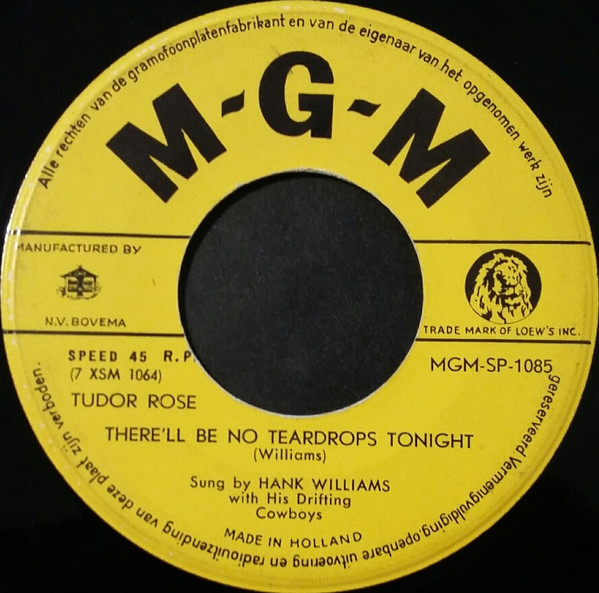 Alle rechten van de gramofoonplatenfabrikant en van de eigenaar van het opgenomen werk zijn
gereserveerd Vermenigvuldiging, openbare uitvoering en radiouitzending van deze plaat zijn verboden.
M-G-M
MANUFACTURED BY
N.V. BOVEMA
TRADE MARK OF LOEW'S INC.
SPEED 45 R.P.
(7 XSM 1064)
MGM-SP-1085
TUDOR ROSE
THERE'LL BE NO TEARDROPS TONIGHT
(Williams)
Sung by HANK WILLIAMS
with His Drifting
Cowboys
MADE IN HOLLAND